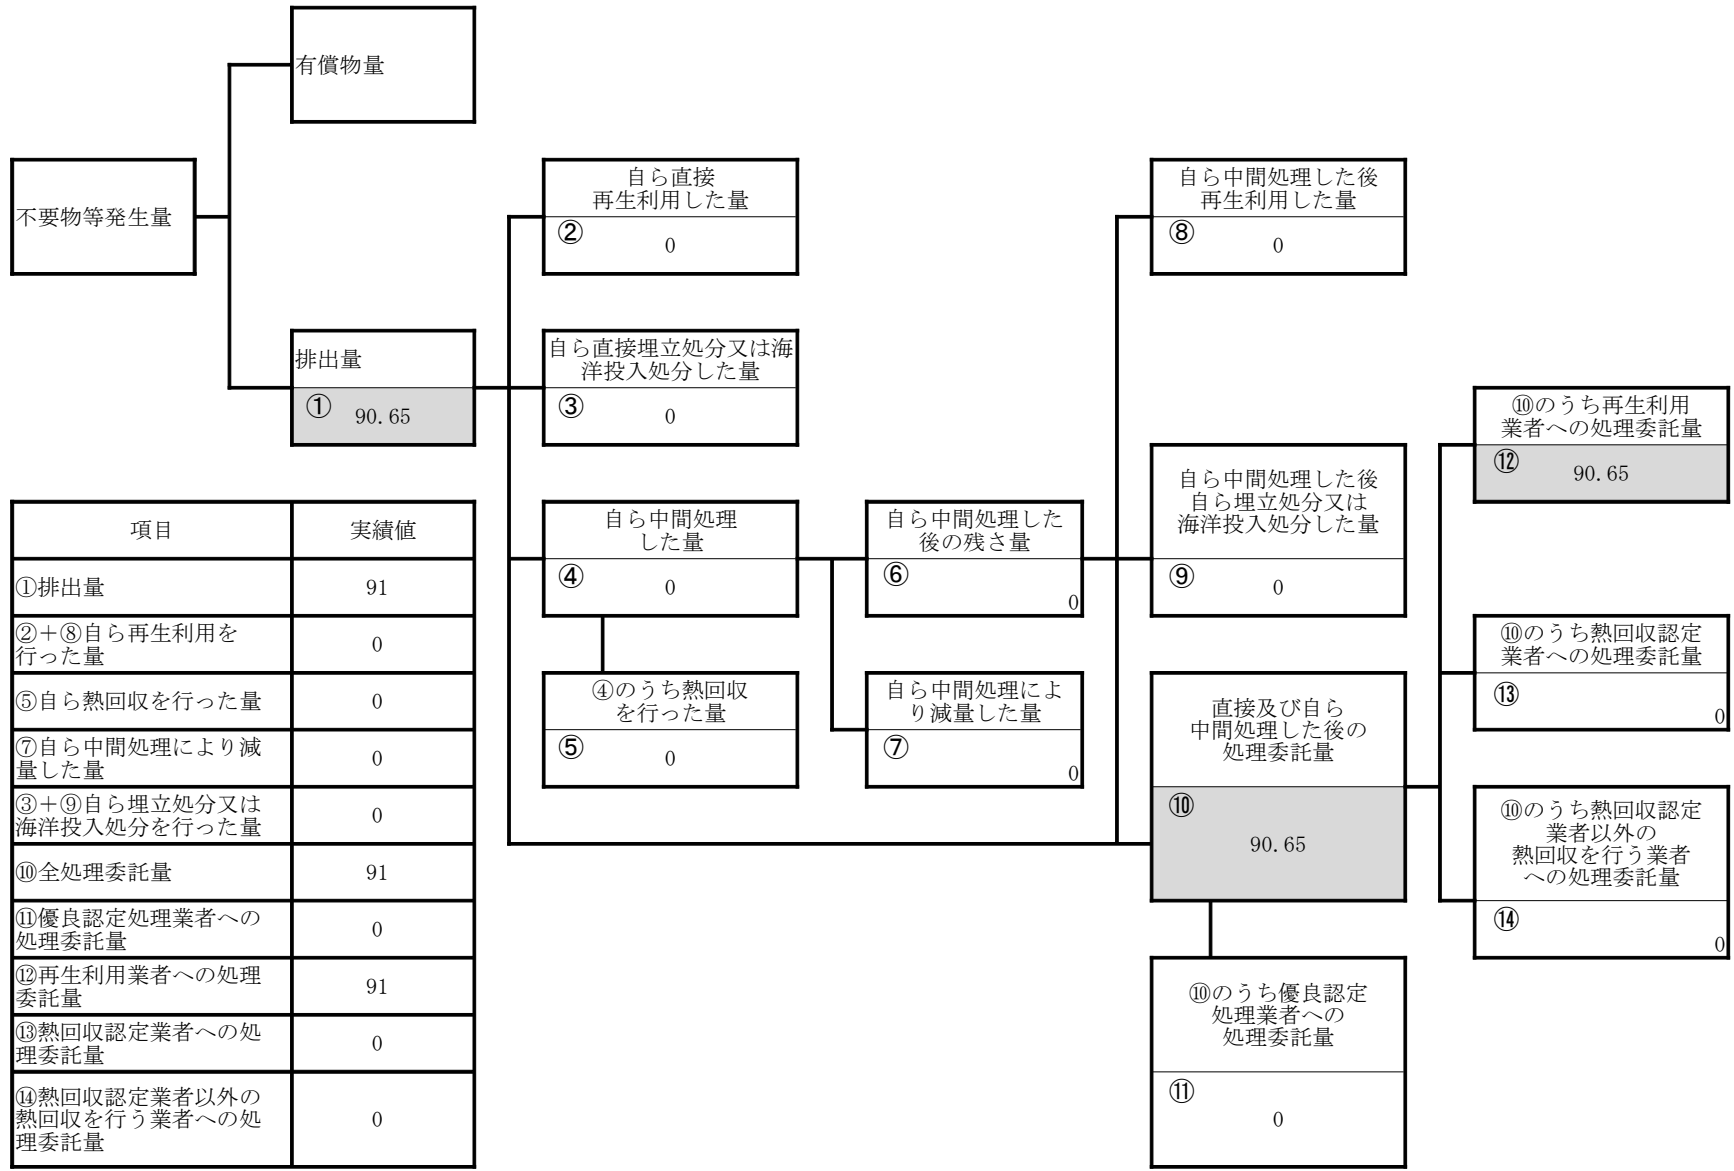 有償物量
不要物等発生量
排出量
① 90.65
自ら直接
再生利用した量
② 0
自ら直接埋立処分又は海
洋投入処分した量
③ 0
自ら中間処理
した量
④ 0
④のうち熱回収
を行った量
⑤ 0
自ら中間処理した
後の残さ量
⑥ 0
自ら中間処理によ
り減量した量
⑦ 0
自ら中間処理した後
再生利用した量
⑧ 0
自ら中間処理した後
自ら埋立処分又は
海洋投入処分した量
⑨ 0
直接及び自ら
中間処理した後の
処理委託量
⑩ 90.65
⑩のうち優良認定
処理業者への
処理委託量
⑪ 0
⑩のうち再生利用
業者への処理委託量
⑫ 90.65
⑩のうち熱回収認定
業者への処理委託量
⑬ 0
⑩のうち熱回収認定
業者以外の
熱回収を行う業者
への処理委託量
⑭ 0
項目 実績値
①排出量 91
②＋⑧自ら再生利用を
行った量 0
⑤自ら熱回収を行った量 0
⑦自ら中間処理により減
量した量 0
③＋⑨自ら埋立処分又は
海洋投入処分を行った量 0
⑩全処理委託量 91
⑪優良認定処理業者への
処理委託量 0
⑫再生利用業者への処理
委託量 91
⑬熱回収認定業者への処
理委託量 0
⑭熱回収認定業者以外の
熱回収を行う業者への処
理委託量 0